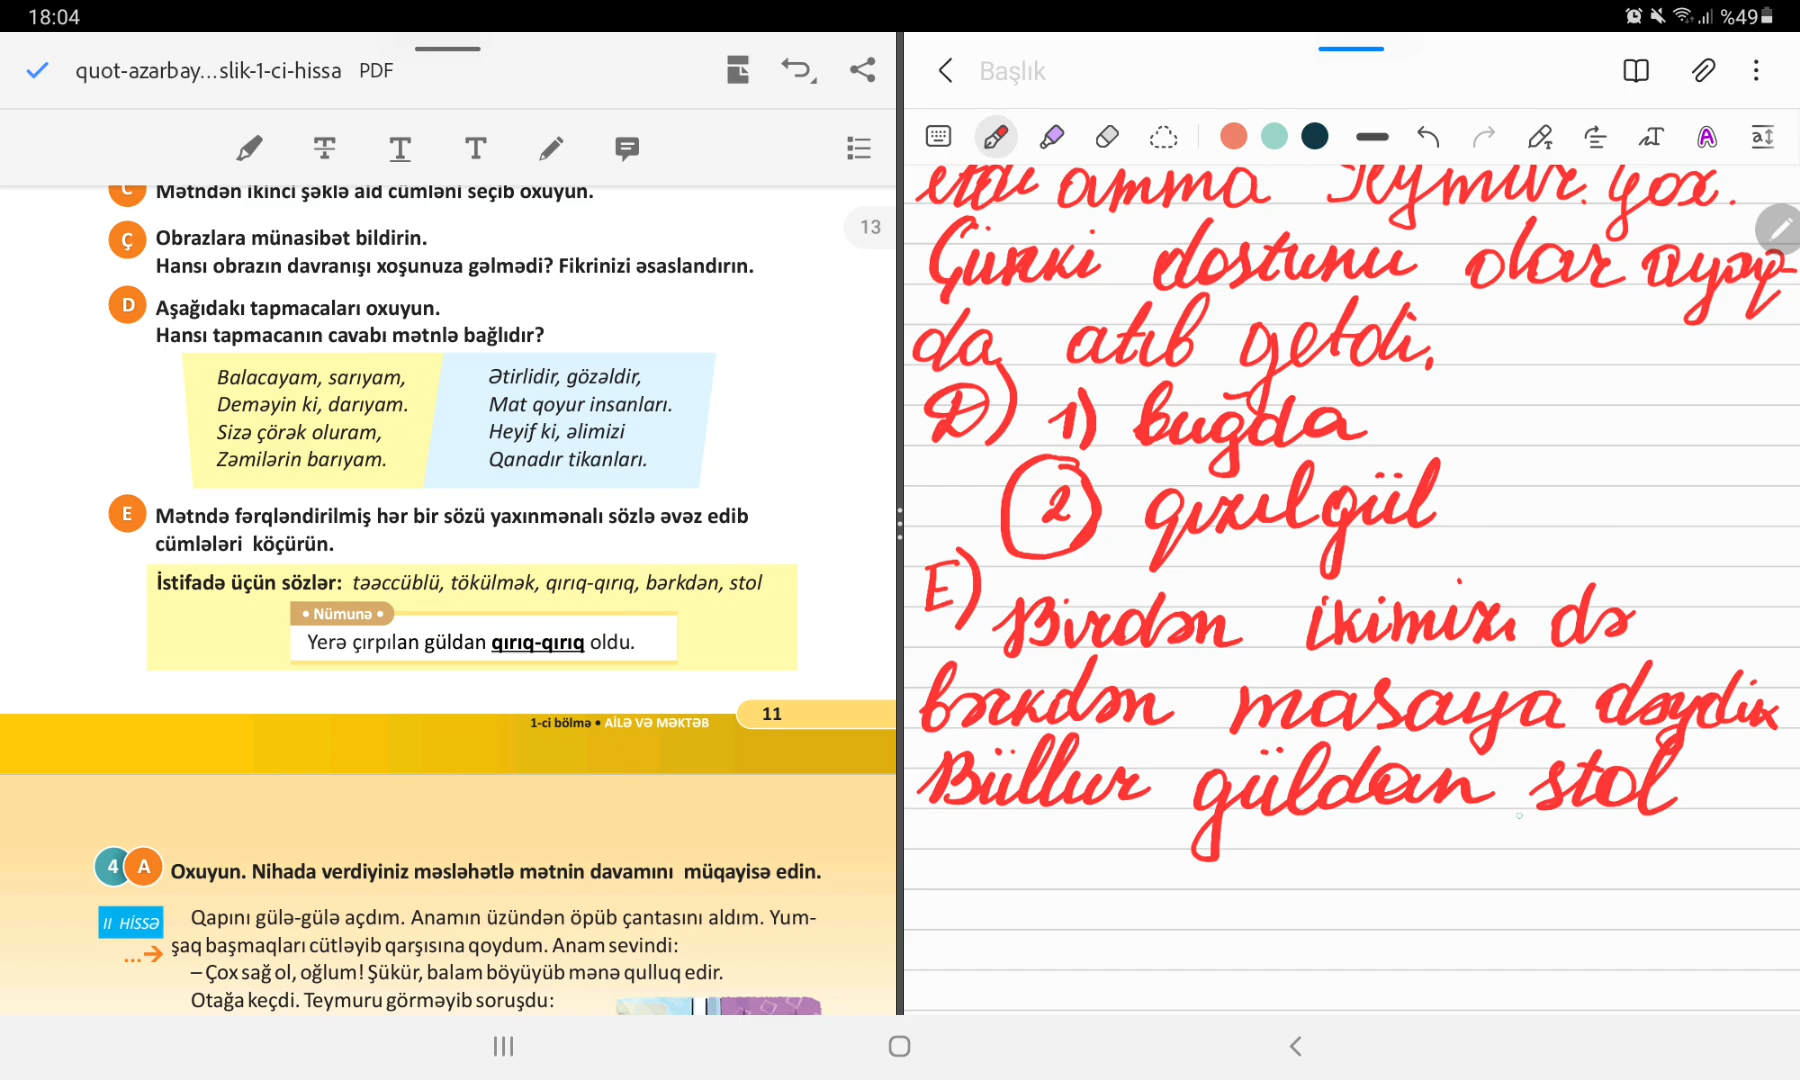 18:04
%49
quot-azarbay...slik-1-ci-hissa PDF
C Mətndən ikinci şəklə aid cümləni seçib oxuyun.
13
Ç Obrazlara münasibət bildirin.
Hansı obrazın davranışı xoşunuza gəlmədi? Fikrinizi əsaslandırın.
D Aşağıdakı tapmacaları oxuyun.
Hansı tapmacanın cavabı mətnlə bağlıdır?
Balacayam, sarıyam,
Deməyin ki, darıyam.
Sizə çörək oluram,
Zəmilərin barıyam.
Ətirlidir, gözəldir,
Mat qoyur insanları.
Heyif ki, əlimizi
Qanadır tikanları.
E Mətndə fərqləndirilmiş hər bir sözü yaxınmənalı sözlə əvəz edib
cümlələri köçürün.
İstifadə üçün sözlər: təəccüblü, tökülmək, qırıq-qırıq, bərkdən, stol
• Nümunə •
Yerə çırpılan güldan qırıq-qırıq oldu.
1-ci bölmə • AİLƏ VƏ MƏKTƏB
11
4 A Oxuyun. Nihada verdiyiniz məsləhətlə mətnin davamını müqayisə edin.
II HİSSƏ
...
Qapını gülə-gülə açdım. Anamın üzündən öpüb çantasını aldım. Yum-
şaq başmaqları cütləyib qarşısına qoydum. Anam sevindi:
– Çox sağ ol, oğlum! Şükür, balam böyüyüb mənə qulluq edir.
Otağa keçdi. Teymuru görməyib soruşdu:
Başlık
etdi amma Teymur. yox.
Çünki dostunu olar ayaq-
da atıb getdi.
D) 1) buğda
2 qızılgül
E) Birdən ikimizi də
bərkdən masaya dəydik
Büllur güldan stol